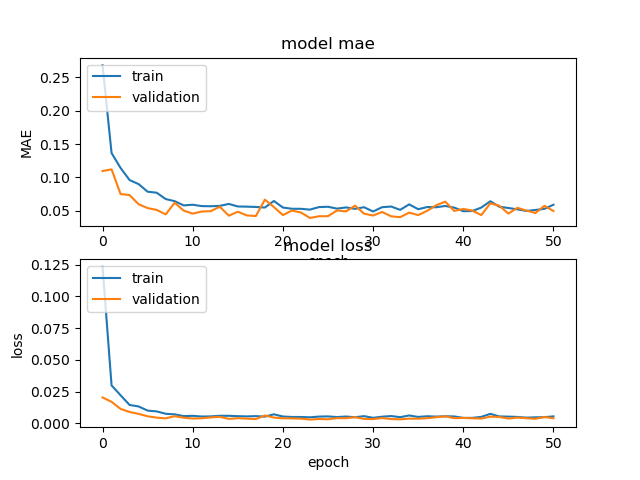 model mae
MAE
0.25
0.20
0.15
0.10
0.05
train
validation
0 10 20 30 40 50
epoch
model loss
loss
0.125
0.100
0.075
0.050
0.025
0.000
train
validation
0 10 20 30 40 50
epoch